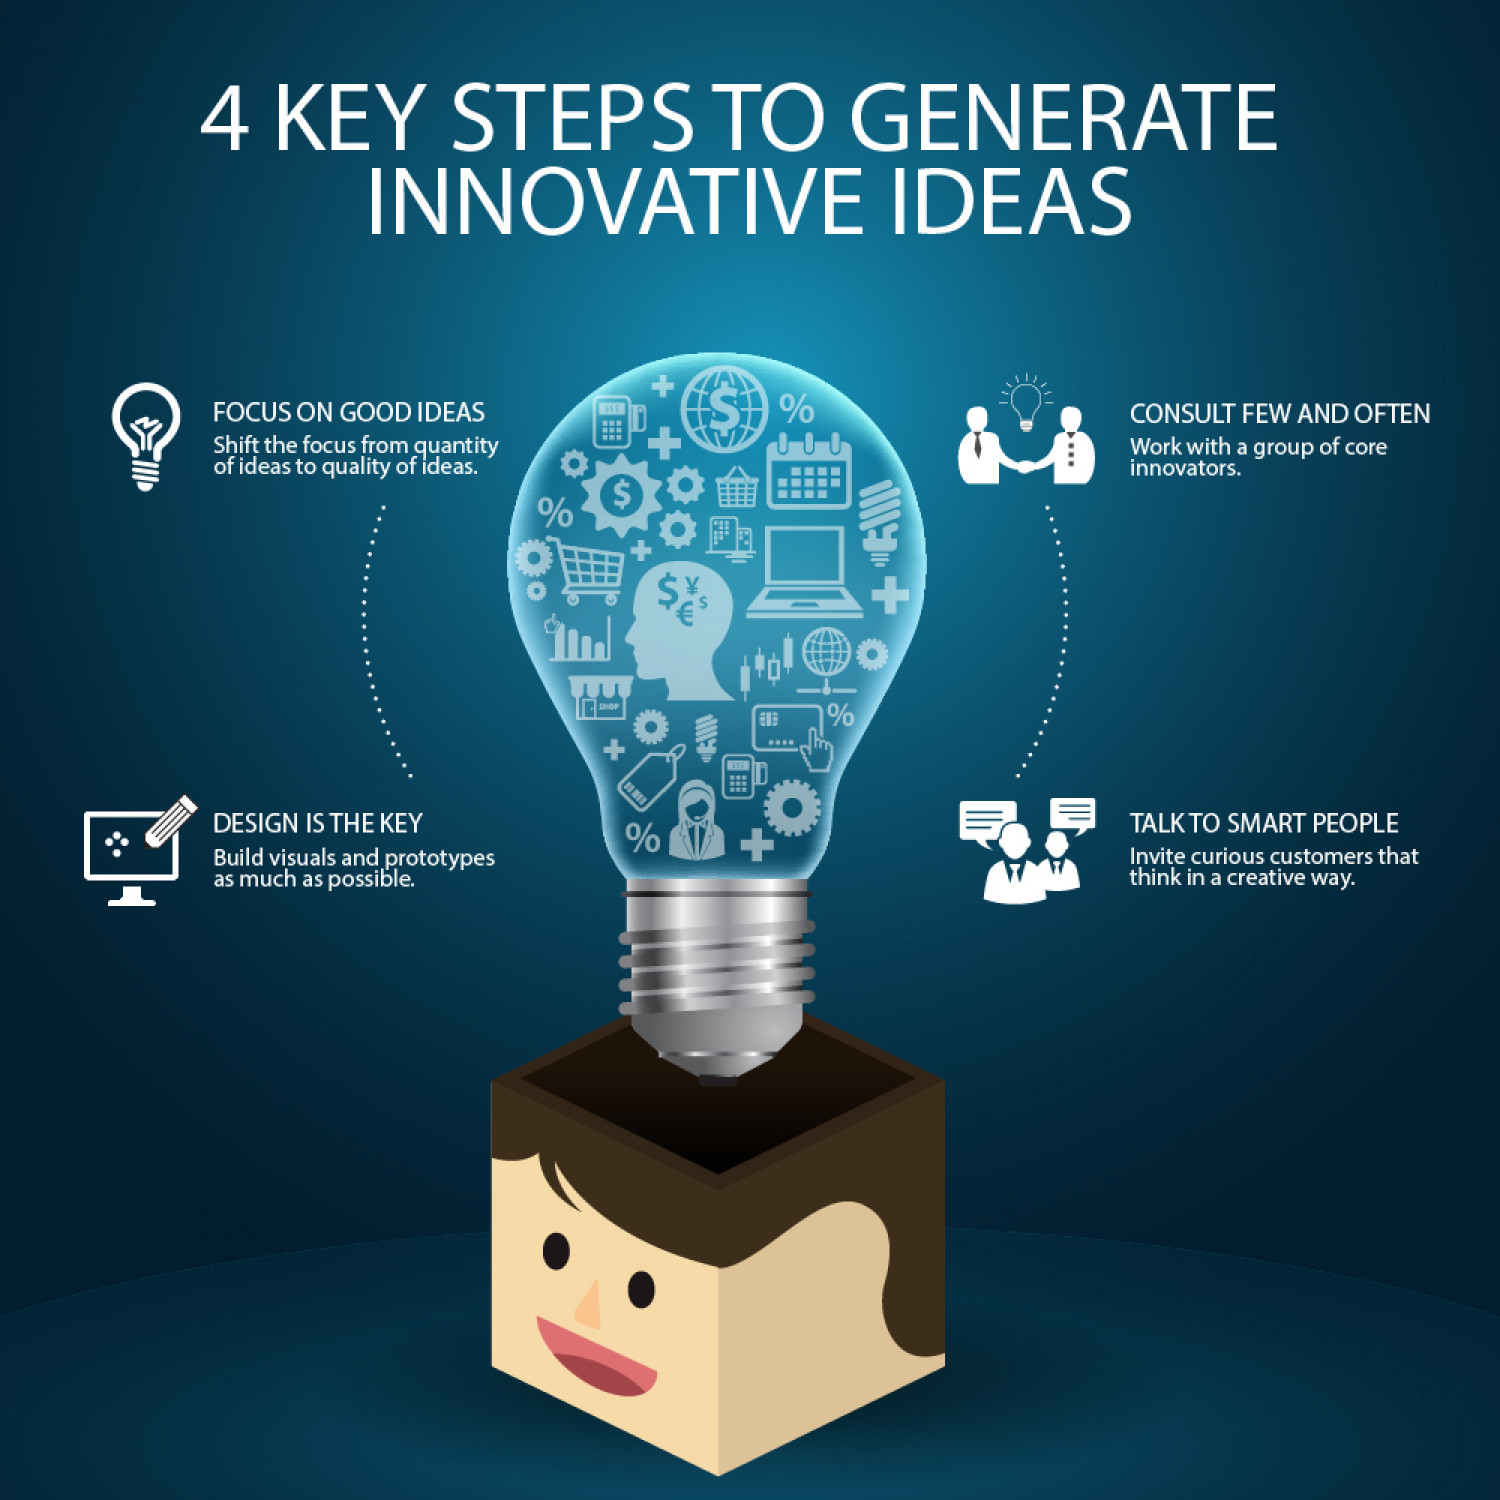 4 KEY STEPS TO GENERATE
INNOVATIVE IDEAS
FOCUS ON GOOD IDEAS
Shift the focus from quantity
of ideas to quality of ideas.
CONSULT FEW AND OFTEN
Work with a group of core
innovators.
DESIGN IS THE KEY
Build visuals and prototypes
as much as possible.
TALK TO SMART PEOPLE
Invite curious customers that
think in a creative way.
$$$
$
%
$
%
$ ¥
€ $
SHOP
%
$$$
%